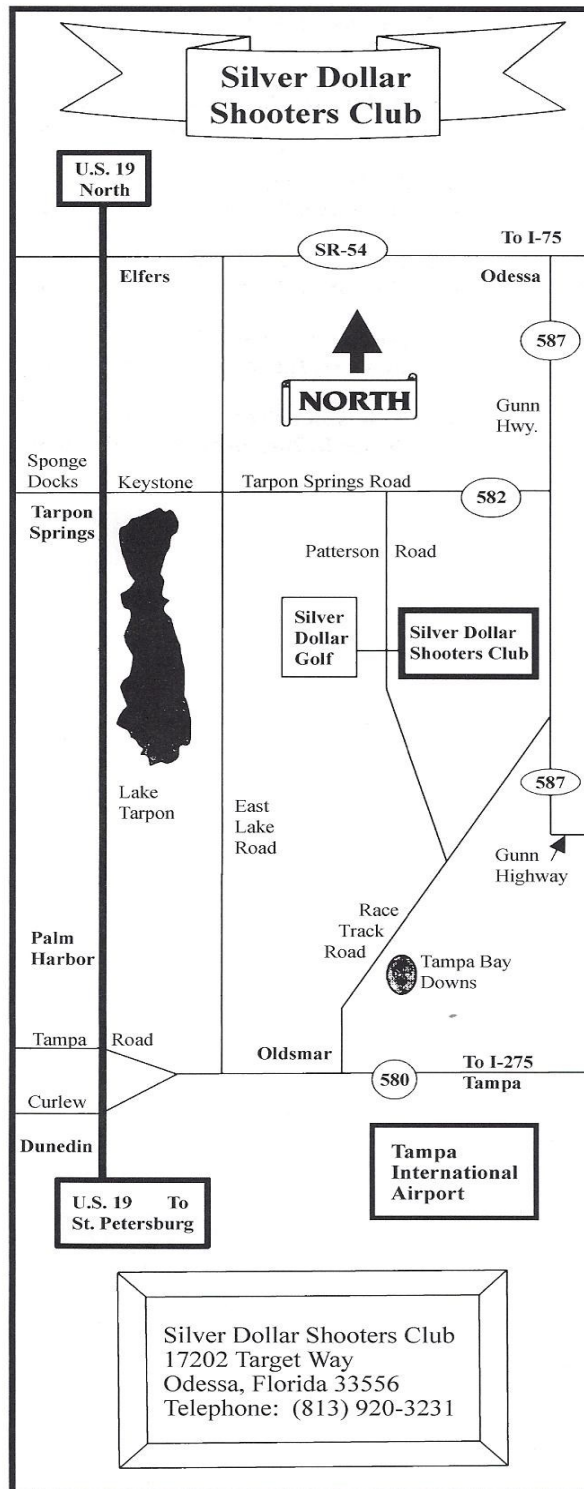 Silver Dollar
Shooters Club
U.S. 19
North
To I-75
SR-54
Elfers
Odessa
587
NORTH
Gunn
Hwy.
Sponge
Docks
Keystone
Tarpon Springs Road
582
Tarpon
Springs
Patterson Road
Silver
Dollar
Golf
Silver Dollar
Shooters Club
Lake
Tarpon
East
Lake
Road
587
Gunn
Highway
Race
Track
Road
Palm
Harbor
Tampa Bay
Downs
Tampa Road
Oldsmar
To I-275
580
Tampa
Curlew
Dunedin
Tampa
International
Airport
U.S. 19 To
St. Petersburg
Silver Dollar Shooters Club
17202 Target Way
Odessa, Florida 33556
Telephone: (813) 920-3231